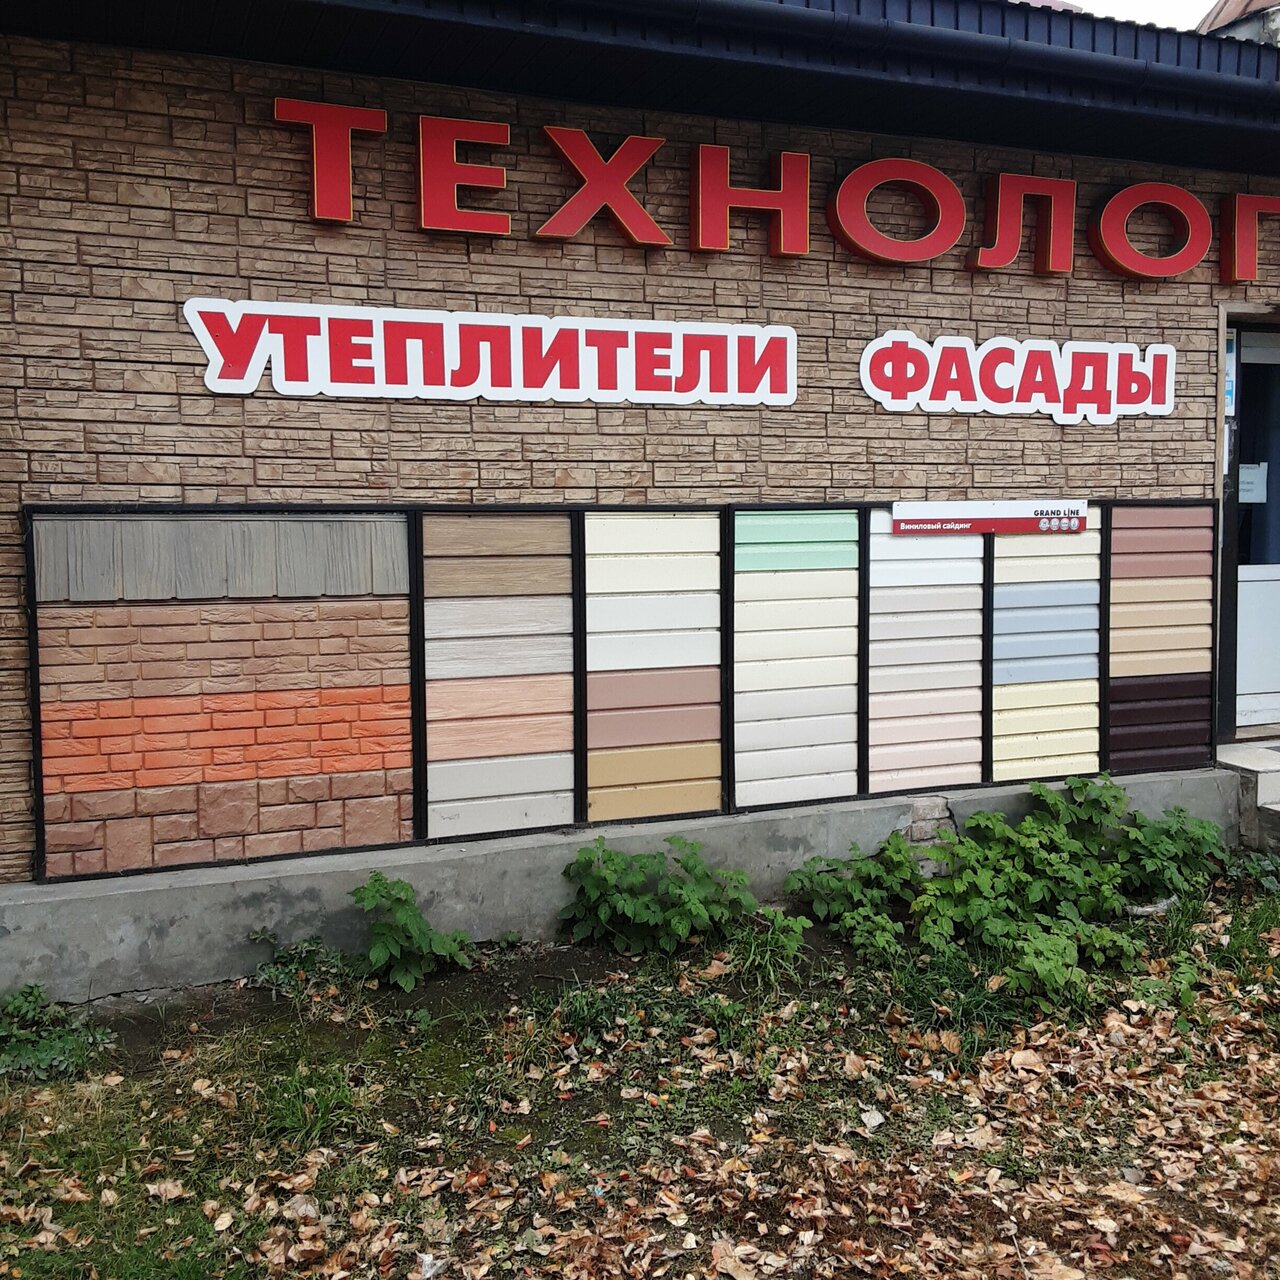 ТЕХНОЛОГ
УТЕПЛИТЕЛИ ФАСАДЫ
GRAND LINE
Виниловый сайдинг